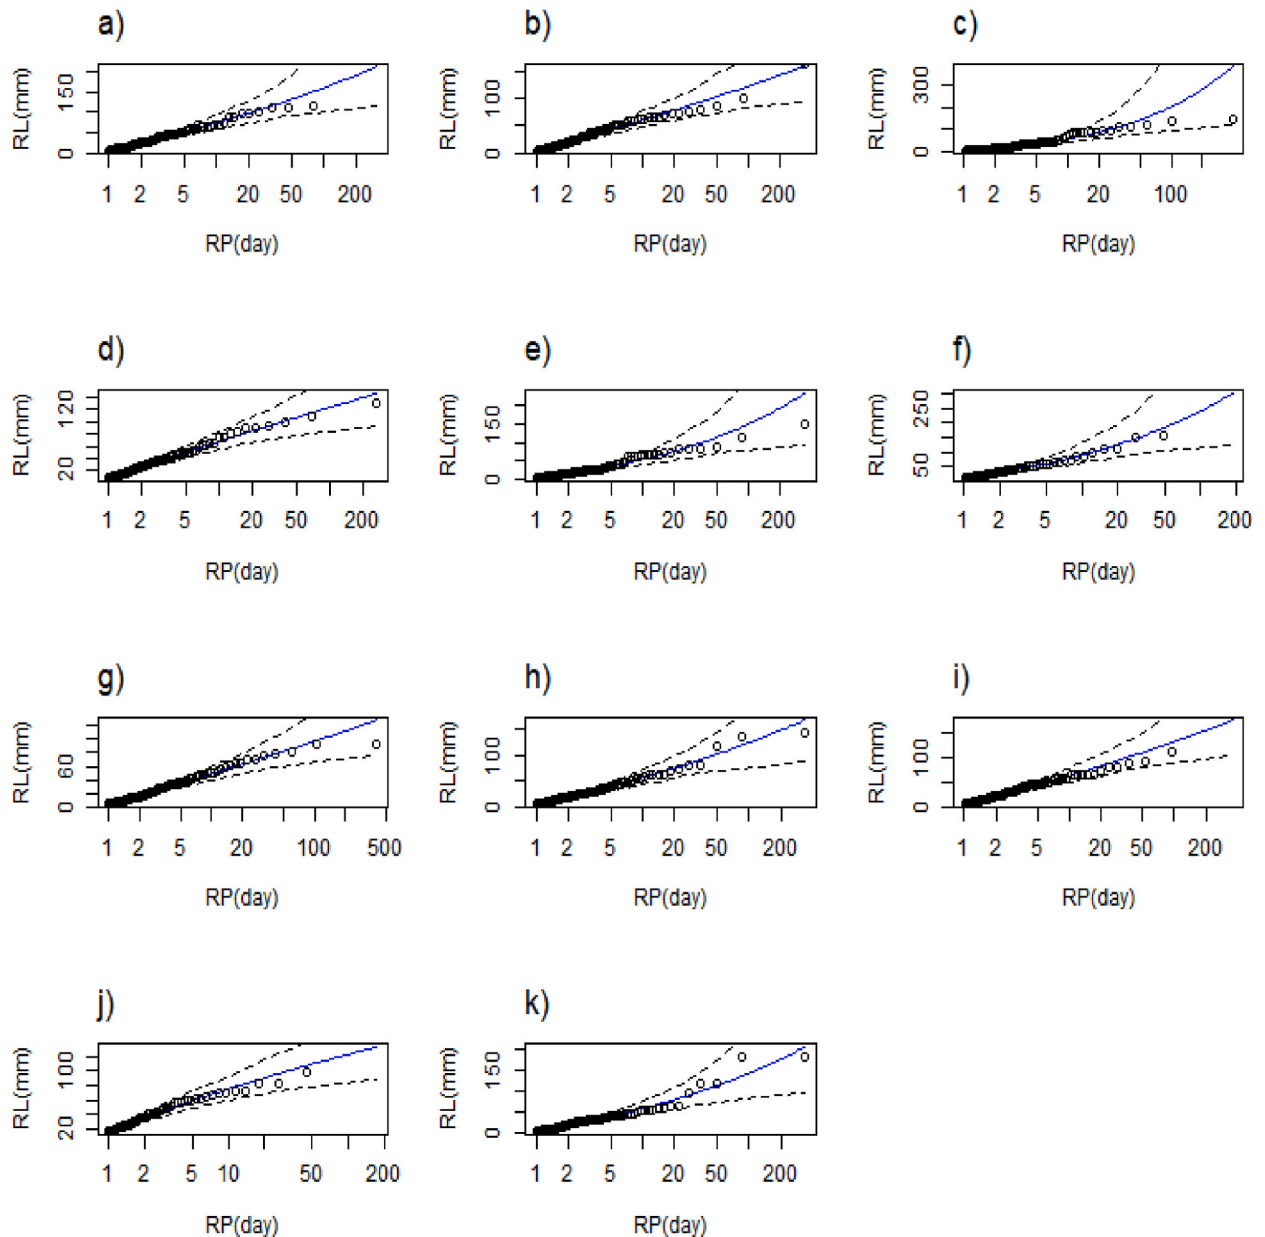 a) b) c)
RL(mm) 0 150 RL(mm) 0 100 RL(mm) 0 300
1 2 5 20 50 200 1 2 5 20 50 200 1 2 5 20 100
RP(day) RP(day) RP(day)
d) e) f)
RL(mm) 20 120 RL(mm) 0 150 RL(mm) 50 250
1 2 5 20 50 200 1 2 5 20 50 200 1 2 5 20 50 200
RP(day) RP(day) RP(day)
g) h) i)
RL(mm) 0 60 RL(mm) 0 100 RL(mm) 0 100
1 2 5 20 100 500 1 2 5 20 50 200 1 2 5 20 50 200
RP(day) RP(day) RP(day)
j) k)
RL(mm) 20 100 RL(mm) 0 150
1 2 5 10 50 200 1 2 5 20 50 200
RP(day) RP(day)